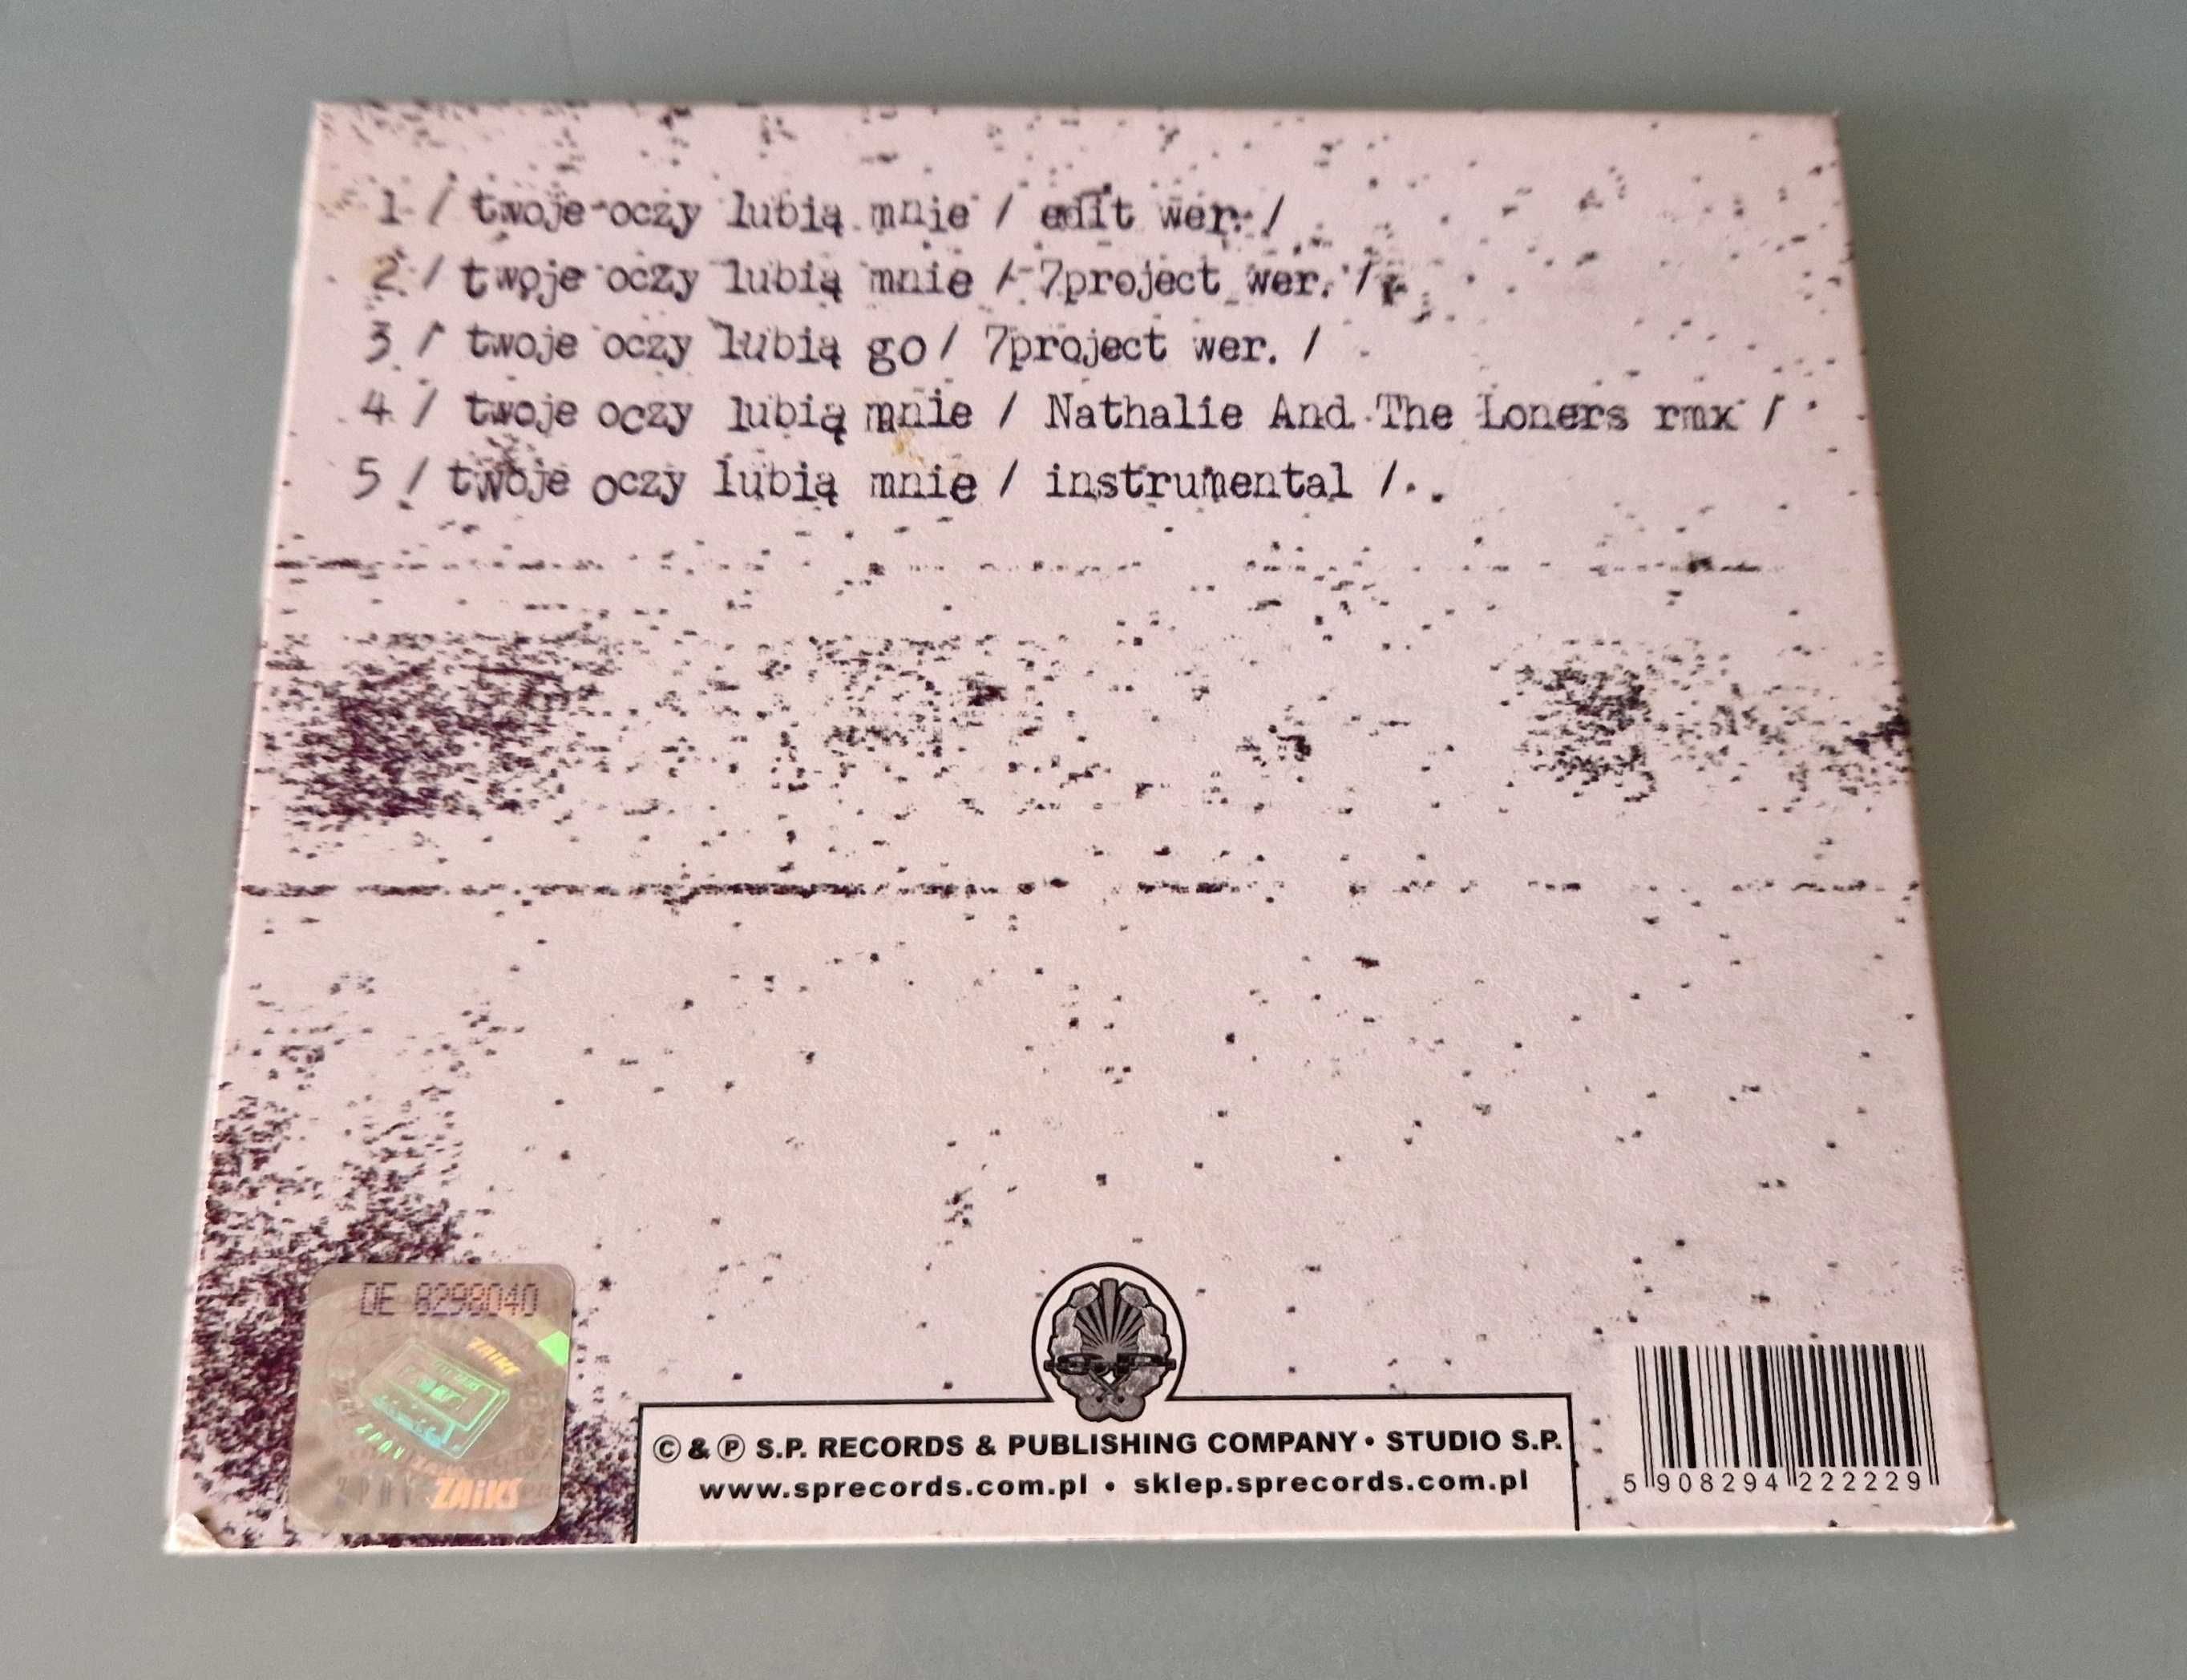 1 / twoje oczy lubią mnie / edit wer. /
2 / twoje oczy lubią mnie / 7project wer. /
3 / twoje oczy lubią go / 7project wer. /
4 / twoje oczy lubią mnie / Nathalie And The Loners rmx /
5 / twoje oczy lubią mnie / instrumental /
DE 8298040
ZAiKS
ZAiKS
© & ℗ S.P. RECORDS & PUBLISHING COMPANY • STUDIO S.P.
www.sprecords.com.pl • sklep.sprecords.com.pl
5 908294 222229